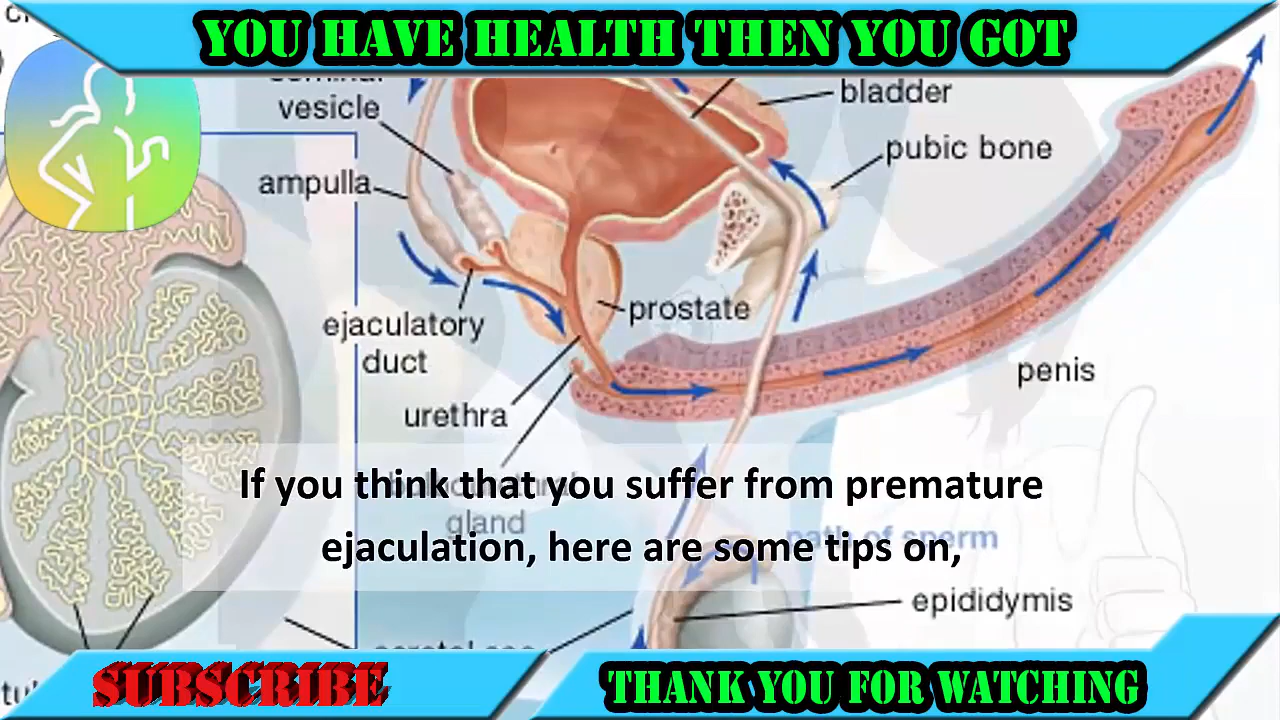 YOU HAVE HEALTH THEN YOU GOT
vesicle
bladder
pubic bone
ampulla
prostate
ejaculatory
duct
penis
urethra
If you think that you suffer from premature
gland
ejaculation, here are some tips on,
path of sperm
epididymis
SUBSCRIBE
THANK YOU FOR WATCHING